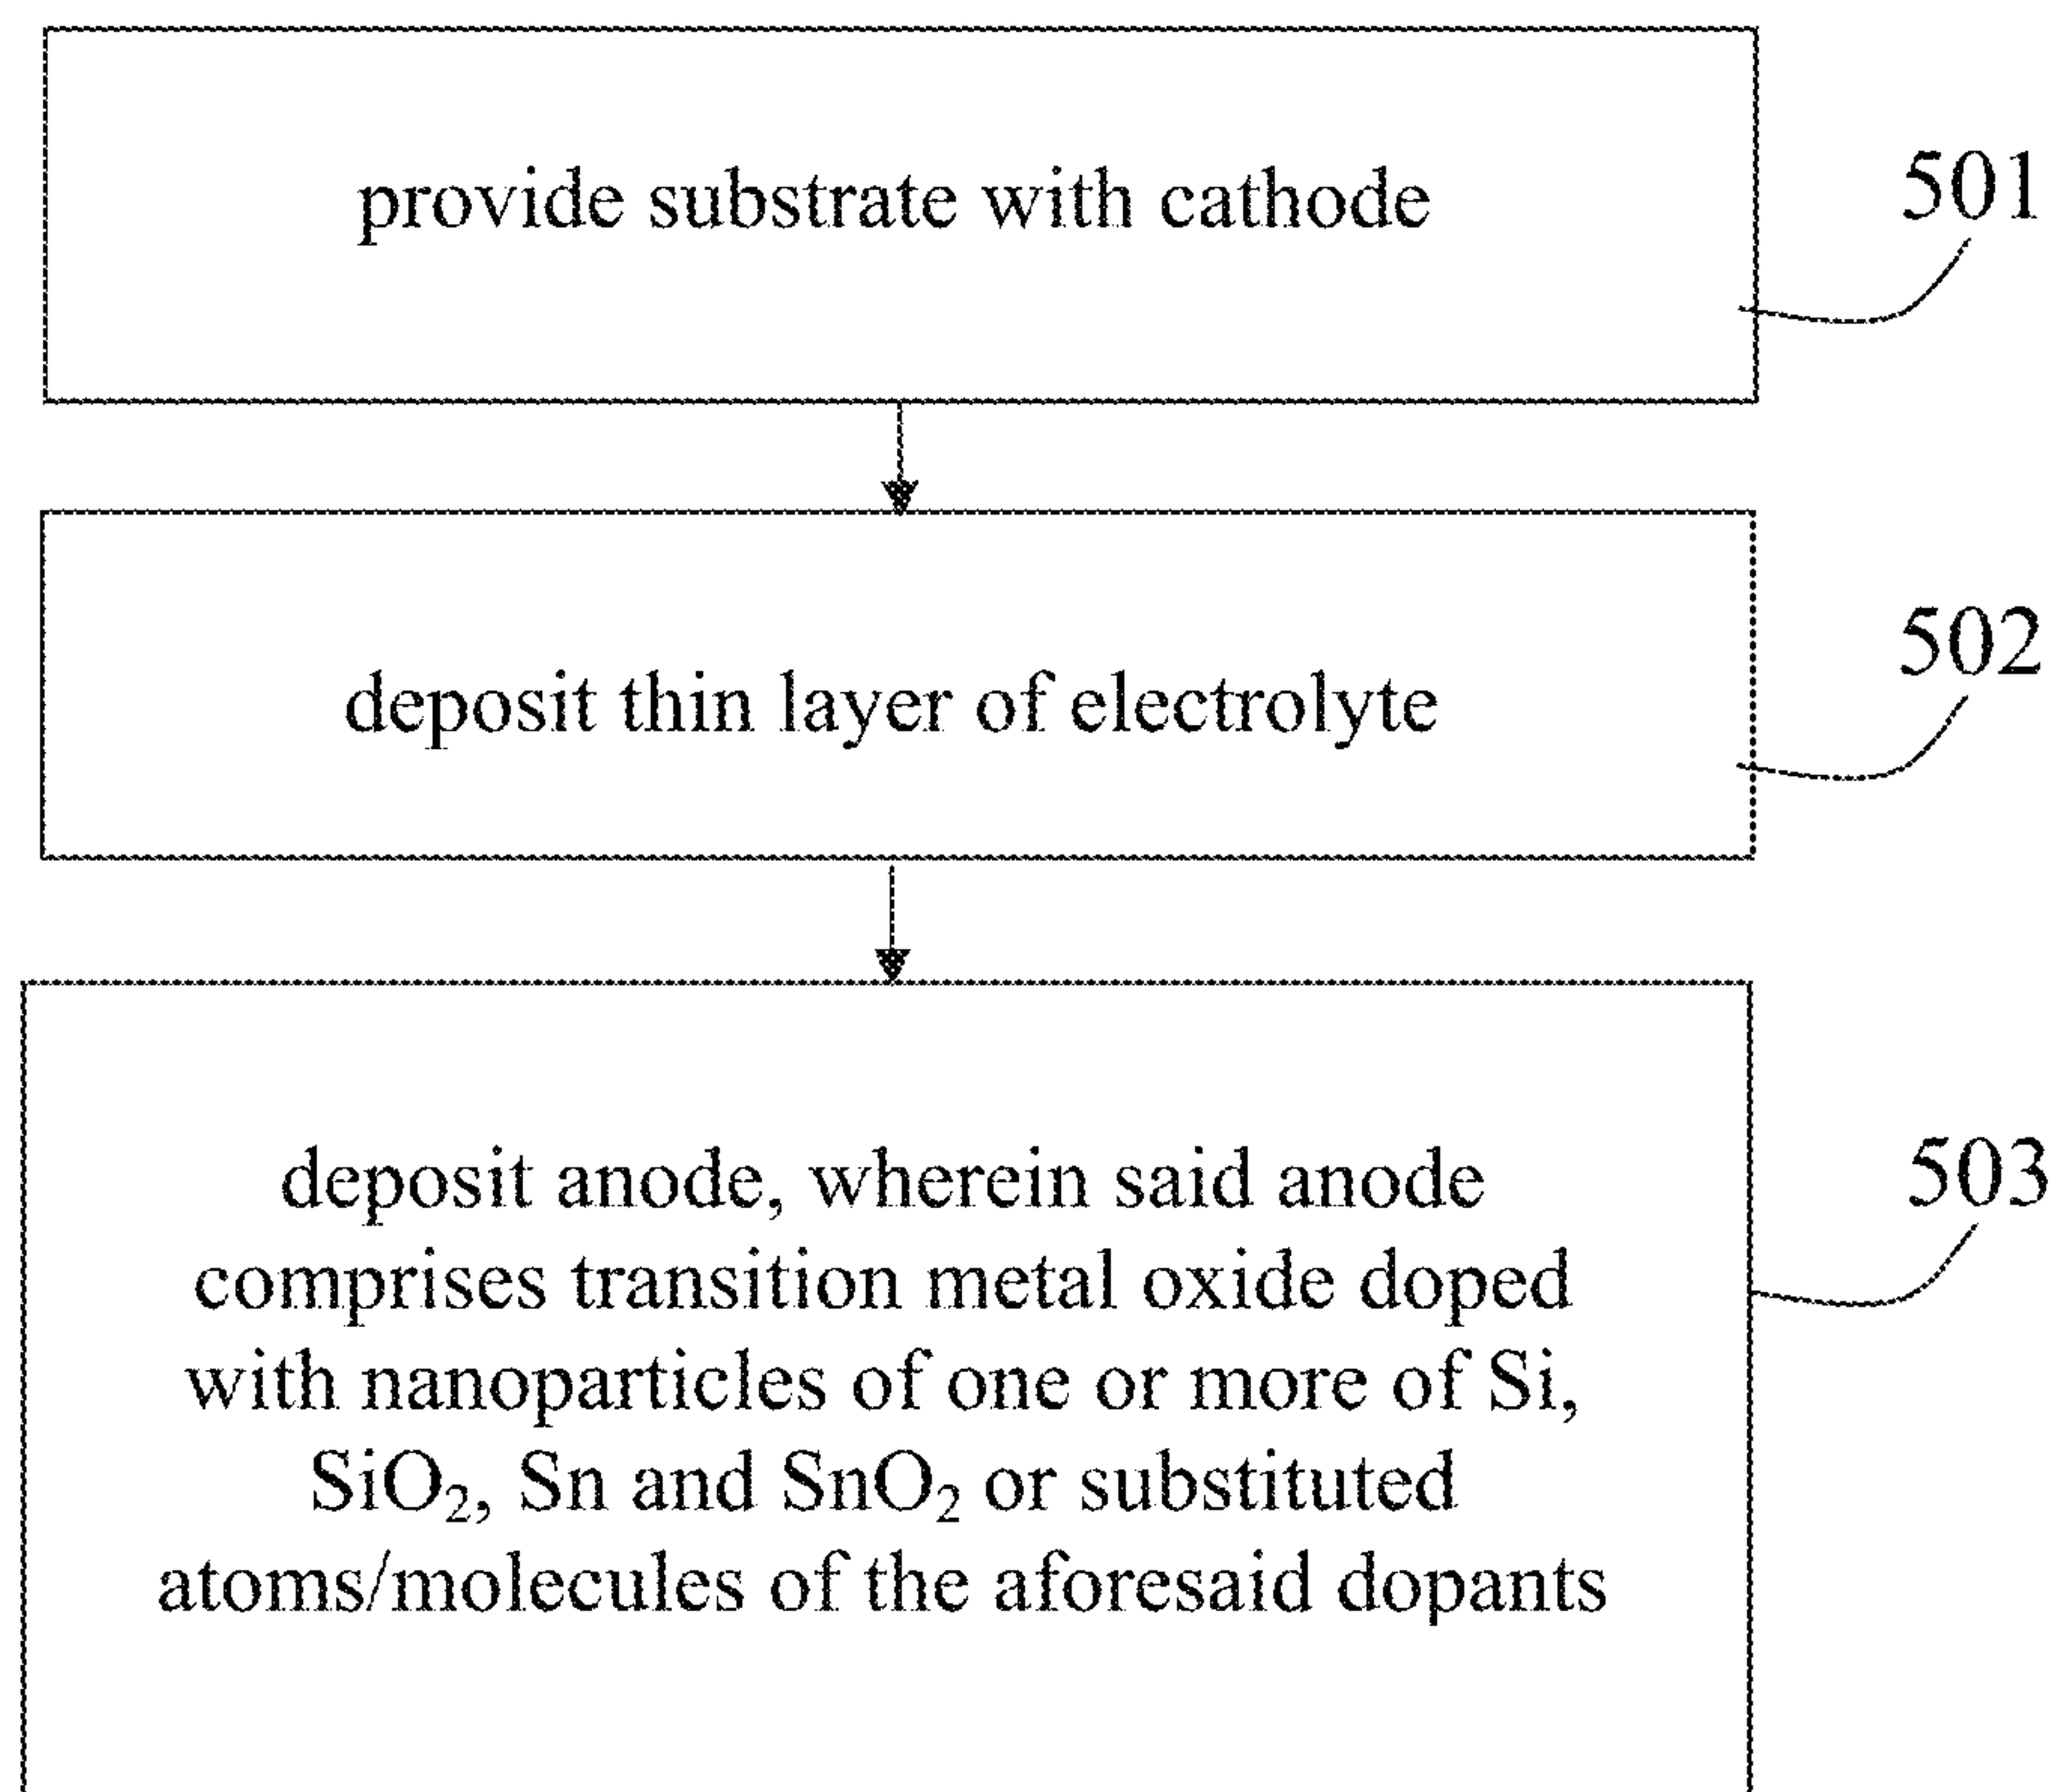 provide substrate with cathode
501
deposit thin layer of electrolyte
502
deposit anode, wherein said anode
comprises transition metal oxide doped
with nanoparticles of one or more of Si,
SiO₂, Sn and SnO₂ or substituted
atoms/molecules of the aforesaid dopants
503